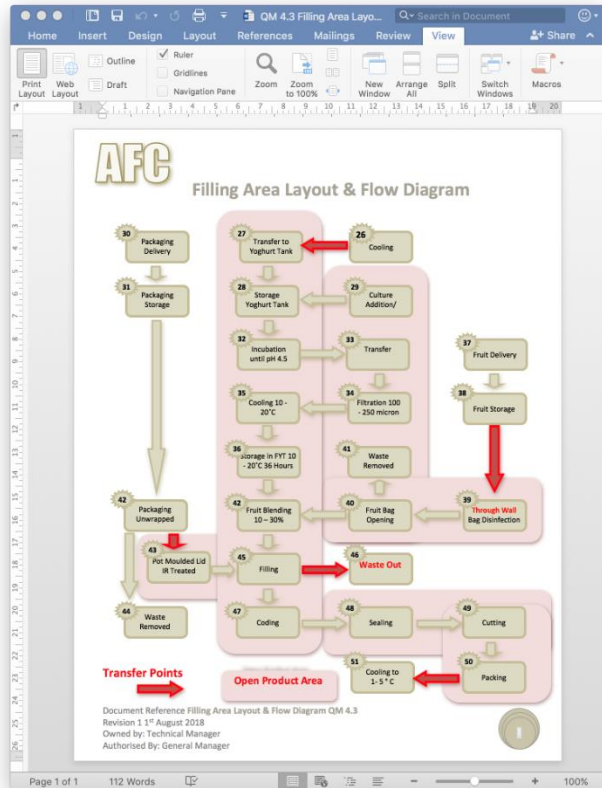 QM 4.3 Filling Area Layo...
Search in Document
Home
Insert
Design
Layout
References
Mailings
Review
View
Share
Print
Layout
Web
Layout
Outline
Draft
Ruler
Gridlines
Navigation Pane
Zoom
Zoom
to 100%
New
Window
Arrange
All
Split
Switch
Windows
Macros
AFC
Filling Area Layout & Flow Diagram
30
Packaging
Delivery
27
Transfer to
Yoghurt Tank
26
Cooling
31
Packaging
Storage
28
Storage
Yoghurt Tank
29
Culture
Addition/
32
Incubation
until pH 4.5
33
Transfer
37
Fruit Delivery
35
Cooling 10 -
20°C
34
Filtration 100
- 250 micron
38
Fruit Storage
36
Storage in FYT 10
- 20°C 36 Hours
41
Waste
Removed
42
Packaging
Unwrapped
42
Fruit Blending
10 – 30%
40
Fruit Bag
Opening
39
Through Wall
Bag Disinfection
43
Pot Moulded Lid
IR Treated
45
Filling
46
Waste Out
44
Waste
Removed
47
Coding
48
Sealing
49
Cutting
51
Cooling to
1- 5 ° C
50
Packing
Transfer Points
Open Product Area
Document Reference Filling Area Layout & Flow Diagram QM 4.3
Revision 1 1st August 2018
Owned by: Technical Manager
Authorised By: General Manager
Page 1 of 1
112 Words
100%